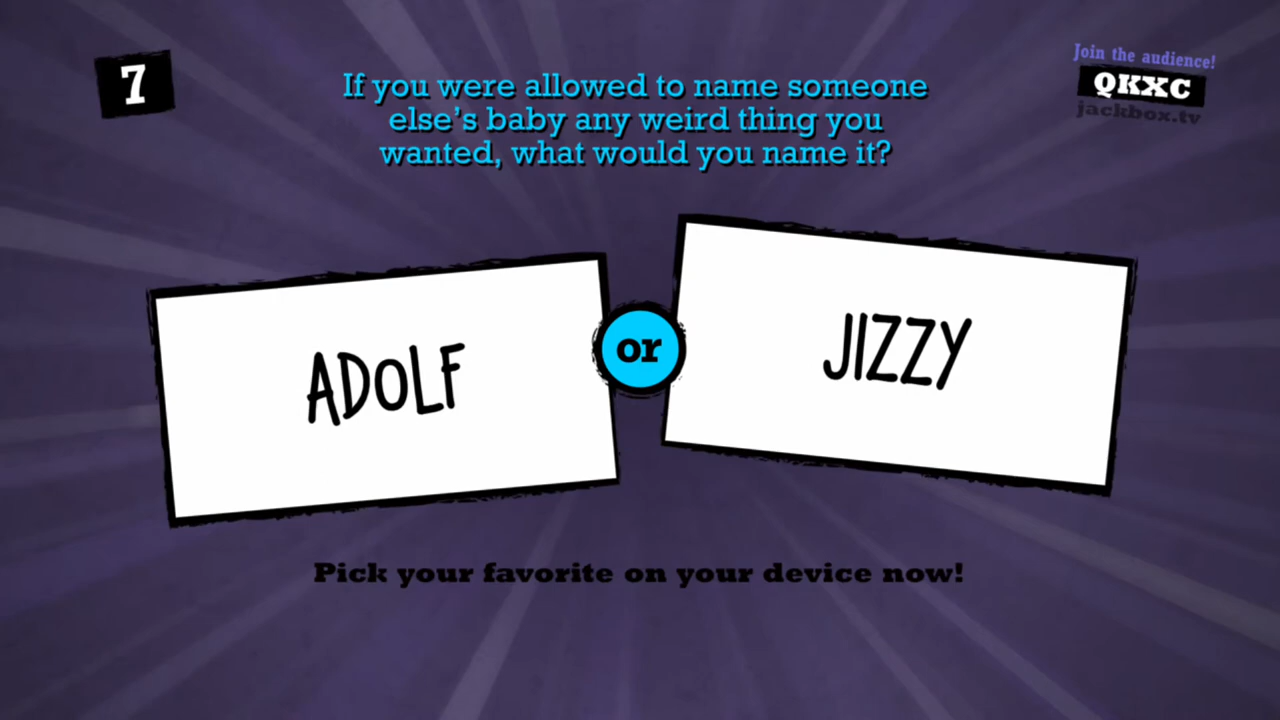 7
If you were allowed to name someone
else's baby any weird thing you
wanted, what would you name it?
Join the audience!
QKXC
jackbox.tv
ADOLF
or
JIZZY
Pick your favorite on your device now!